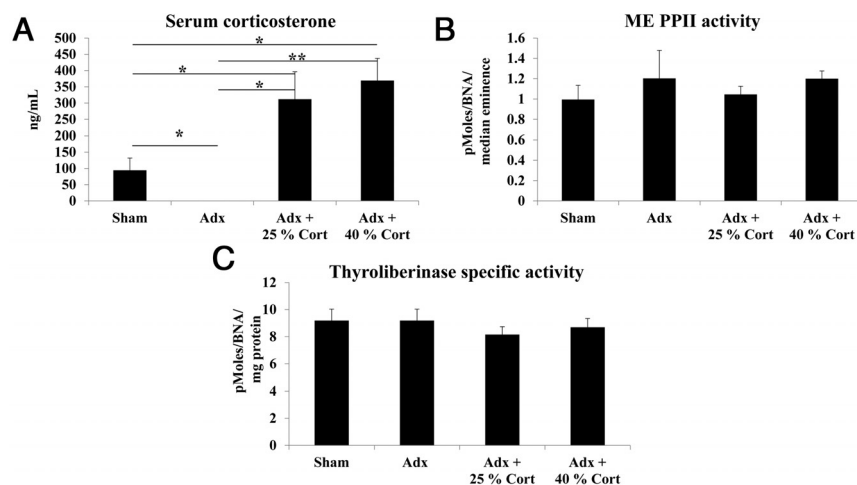 A
Serum corticosterone
ng/mL
500
450
400
350
300
250
200
150
100
50
0
*
**
*
*
*
Sham
Adx
Adx +
25 % Cort
Adx +
40 % Cort
B
ME PPII activity
pMoles/BNA/
median eminence
1.6
1.4
1.2
1
0.8
0.6
0.4
0.2
0
Sham
Adx
Adx +
25 % Cort
Adx +
40 % Cort
C
Thyroliberinase specific activity
pMoles/BNA/
mg protein
12
10
8
6
4
2
0
Sham
Adx
Adx +
25 % Cort
Adx +
40 % Cort